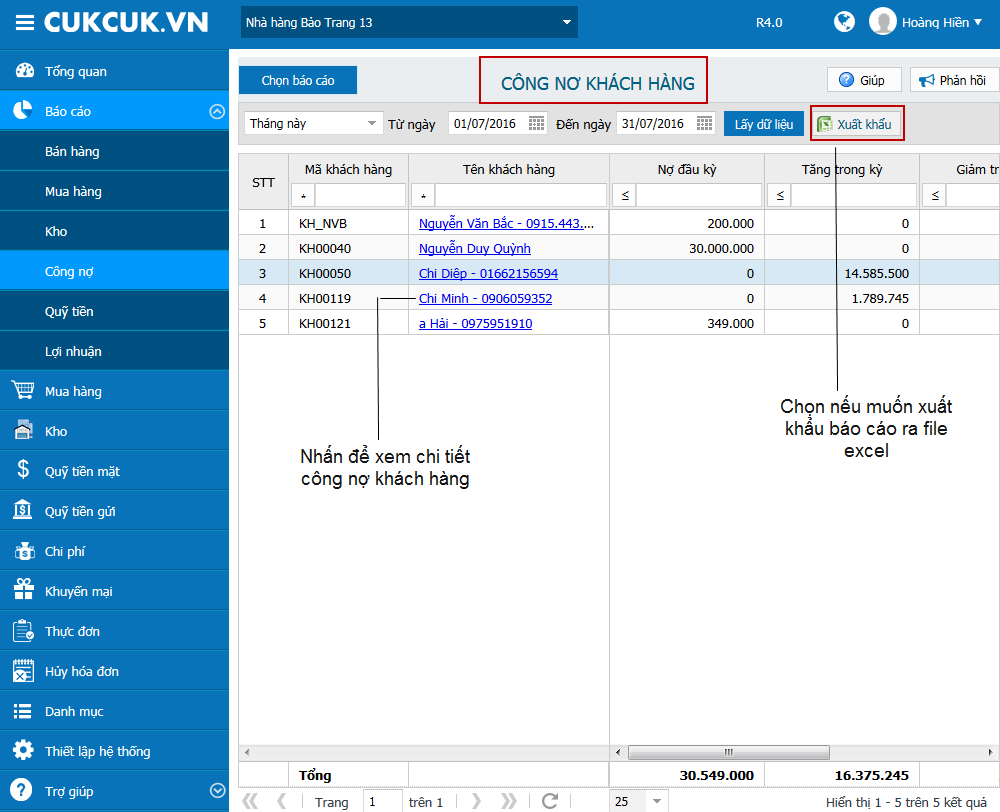 CUKCUK.VN
Nhà hàng Bảo Trang 13
R4.0
Hoàng Hiền
Tổng quan
Báo cáo
Bán hàng
Mua hàng
Kho
Công nợ
Quỹ tiền
Lợi nhuận
Mua hàng
Kho
Quỹ tiền mặt
Quỹ tiền gửi
Chi phí
Khuyến mại
Thực đơn
Hủy hóa đơn
Danh mục
Thiết lập hệ thống
Trợ giúp
Chọn báo cáo
CÔNG NỢ KHÁCH HÀNG
Giúp
Phản hồi
Tháng này Từ ngày 01/07/2016 Đến ngày 31/07/2016 Lấy dữ liệu Xuất khẩu
STT Mã khách hàng Tên khách hàng Nợ đầu kỳ Tăng trong kỳ Giảm tr
* * ≤ ≤ ≤
1 KH_NVB Nguyễn Văn Bắc - 0915.443.... 200.000 0
2 KH00040 Nguyễn Duy Quỳnh 30.000.000 0
3 KH00050 Chi Diệp - 01662156594 0 14.585.500
4 KH00119 Chi Minh - 0906059352 0 1.789.745
5 KH00121 a Hải - 0975951910 349.000 0
Nhấn để xem chi tiết
công nợ khách hàng
Chọn nếu muốn xuất
khẩu báo cáo ra file
excel
Tổng 30.549.000 16.375.245
Trang 1 trên 1 25 Hiển thị 1 - 5 trên 5 kết quả